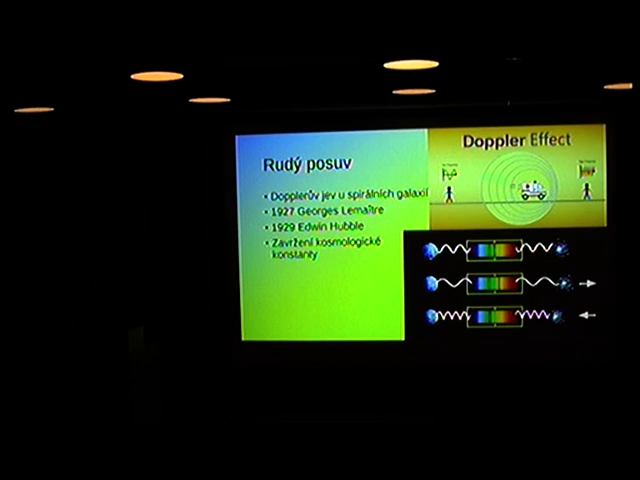 Rudý posuv
• Dopplerův jev u spirálních galaxií
• 1927 Georges Lemaître
• 1929 Edwin Hubble
• Zavržení kosmologické
konstanty
Doppler Effect